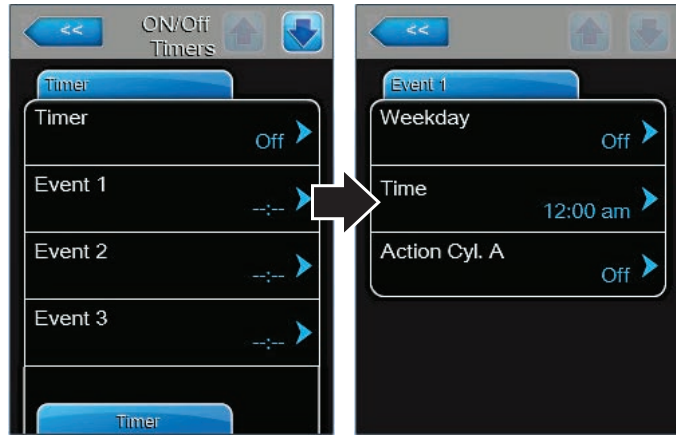 <<
ON/Off
Timers
Timer
Timer
Off
Event 1
--:--
Event 2
--:--
Event 3
--:--
Timer
<<
Event 1
Weekday
Off
Time
12:00 am
Action Cyl. A
Off